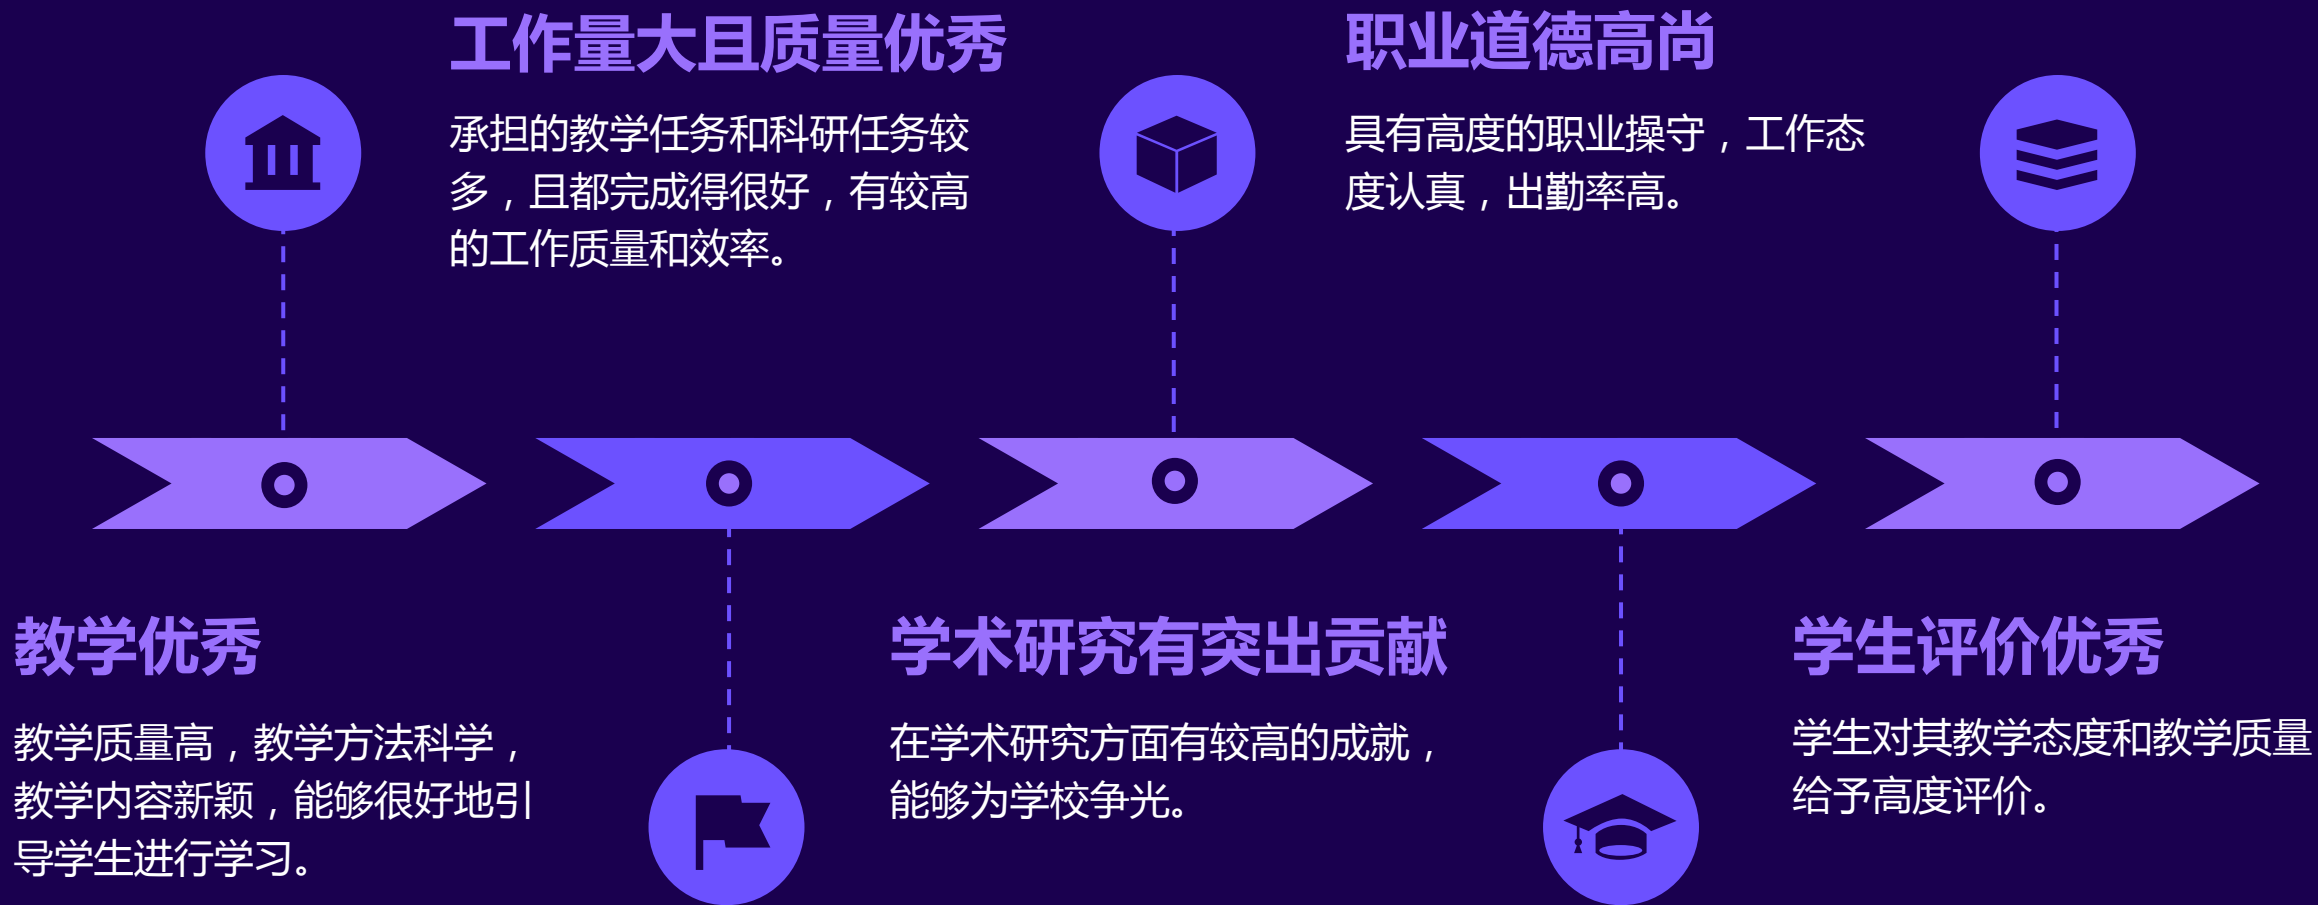 工作量大且质量优秀
承担的教学任务和科研任务较
多，且都完成得很好，有较高
的工作质量和效率。
职业道德高尚
具有高度的职业操守，工作态
度认真，出勤率高。
教学优秀
教学质量高，教学方法科学，
教学内容新颖，能够很好地引
导学生进行学习。
学术研究有突出贡献
在学术研究方面有较高的成就，
能够为学校争光。
学生评价优秀
学生对其教学态度和教学质量
给予高度评价。